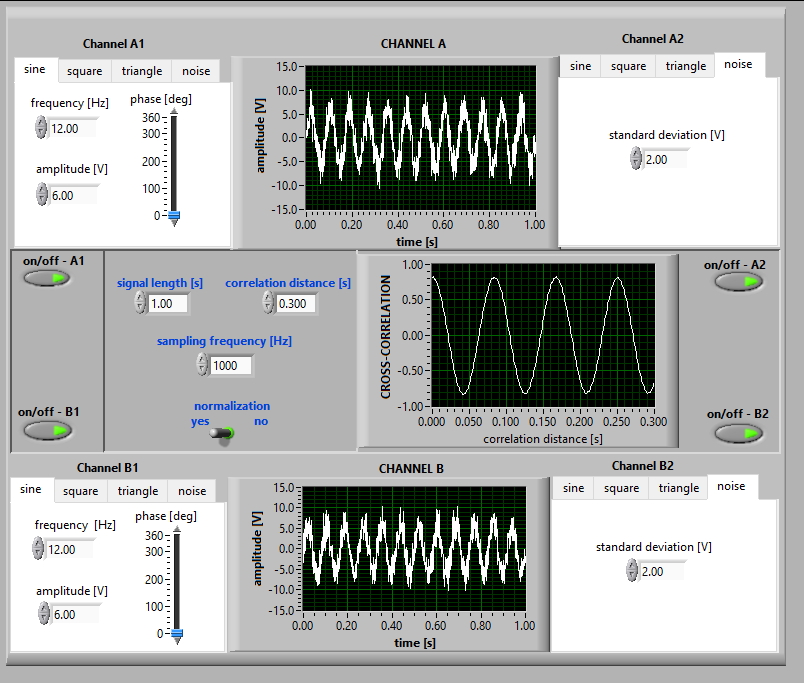 Channel A1
CHANNEL A
Channel A2
sine square triangle noise
frequency [Hz]
12.00
amplitude [V]
6.00
phase [deg]
360
300
200
100
0
amplitude [V]
15.0
10.0
5.0
0.0
-5.0
-10.0
-15.0
0.00 0.20 0.40 0.60 0.80 1.00
time [s]
sine square triangle noise
standard deviation [V]
2.00
on/off - A1
on/off - B1
signal length [s]
1.00
correlation distance [s]
0.300
sampling frequency [Hz]
1000
normalization
yes no
CROSS-CORRELATION
1.00
0.50
0.00
-0.50
-1.00
0.000 0.050 0.100 0.150 0.200 0.250 0.300
correlation distance [s]
on/off - A2
on/off - B2
Channel B1
CHANNEL B
Channel B2
sine square triangle noise
frequency [Hz]
12.00
amplitude [V]
6.00
phase [deg]
360
300
200
100
0
amplitude [V]
15.0
10.0
5.0
0.0
-5.0
-10.0
-15.0
0.00 0.20 0.40 0.60 0.80 1.00
time [s]
sine square triangle noise
standard deviation [V]
2.00